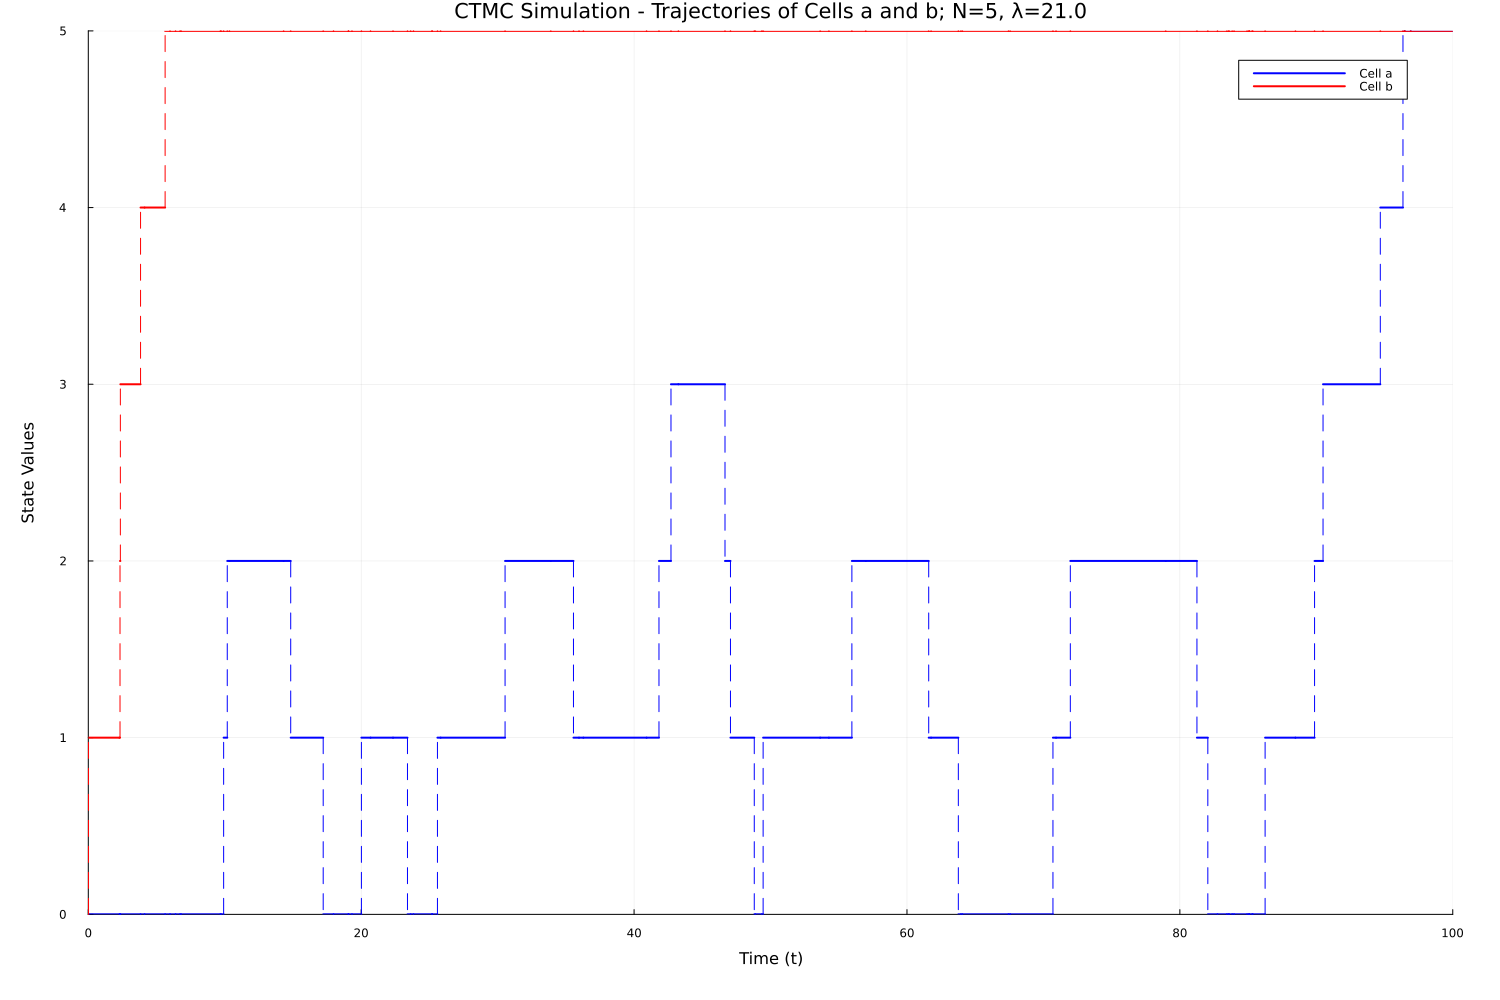 CTMC Simulation - Trajectories of Cells a and b; N=5, λ=21.0
5
Cell a
Cell b
4
3
State Values
2
1
0
0 20 40 60 80 100
Time (t)